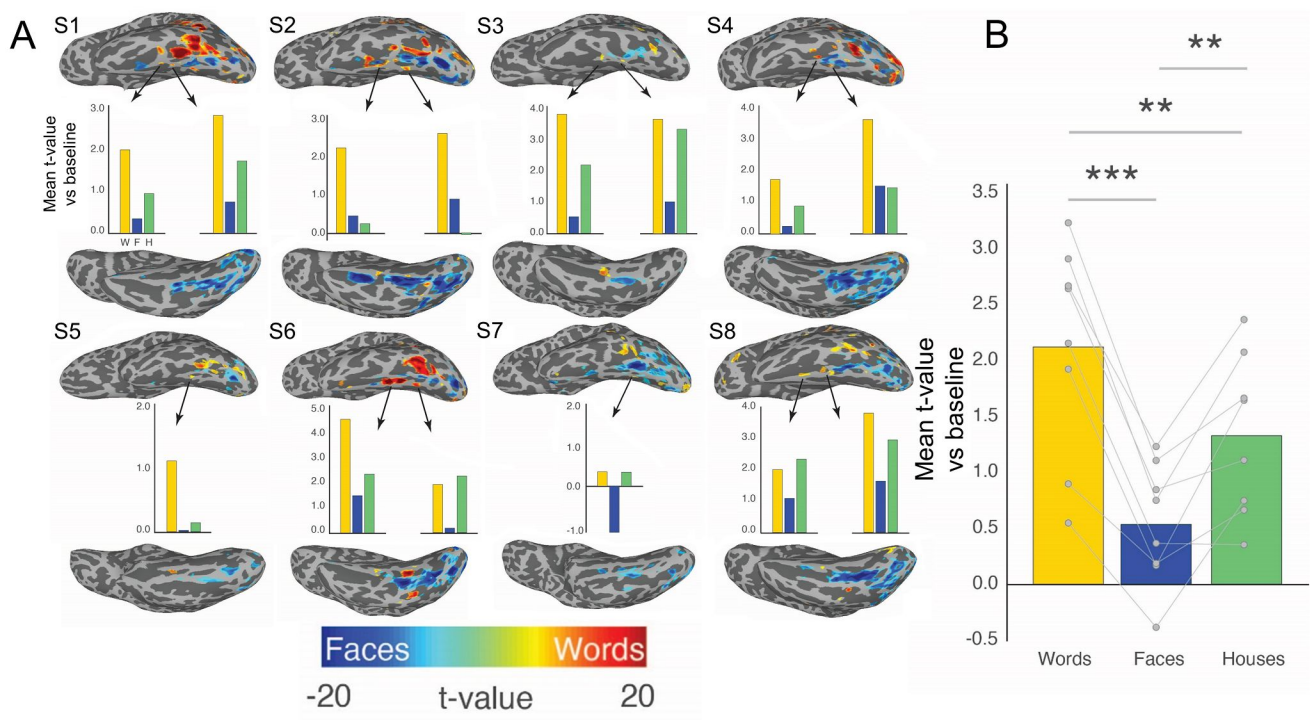 A
S1
S2
S3
S4
B
**
**
***
Mean t-value
vs baseline
3.0
2.0
1.0
0.0
W F H
3.0
2.0
1.0
0.0
4.0
3.0
2.0
1.0
0.0
4.0
3.0
2.0
1.0
0.0
S5
S6
S7
S8
2.0
1.0
0.0
5.0
4.0
3.0
2.0
1.0
0.0
2.0
1.0
0.0
-1.0
4.0
3.0
2.0
1.0
0.0
Faces
Words
-20
t-value
20
Mean t-value
vs baseline
3.5
3.0
2.5
2.0
1.5
1.0
0.5
0.0
-0.5
Words
Faces
Houses